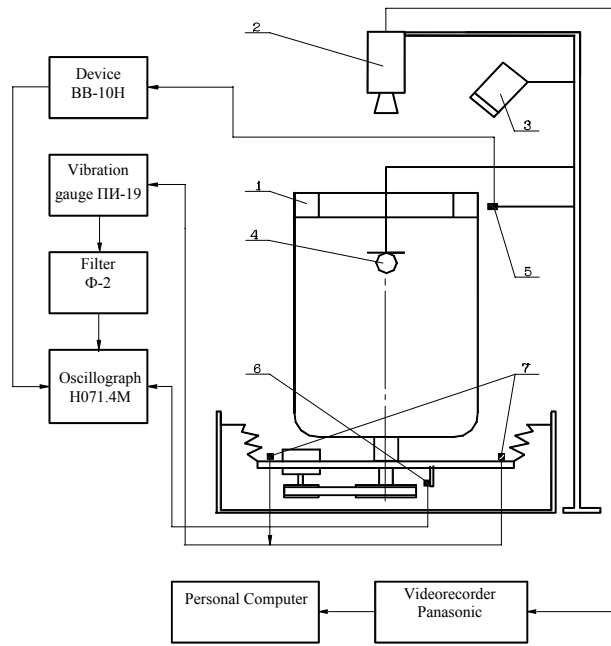 2
Device
ВВ-10Н
3
Vibration
gauge ПИ-19
1
4
5
Filter
Ф-2
6
7
Oscillograph
Н071.4М
Personal Computer
Videorecorder
Panasonic